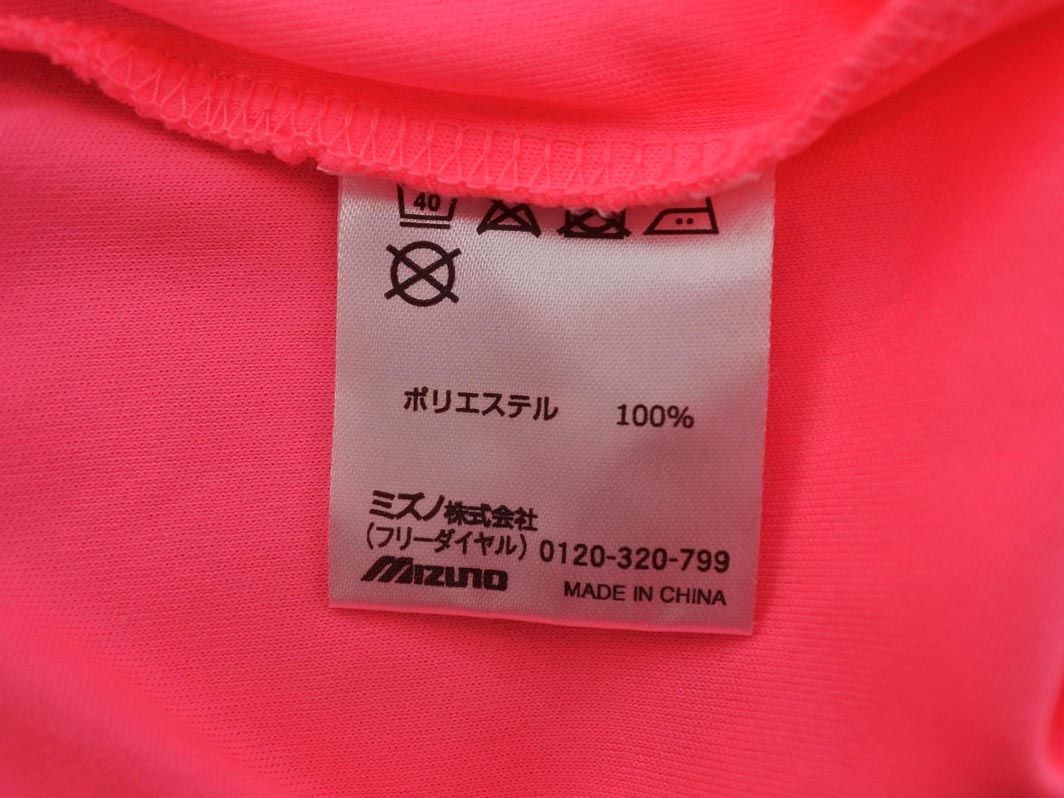 40
ポリエステル 100%
ミズノ株式会社
(フリーダイヤル) 0120-320-799
MIZUNO MADE IN CHINA